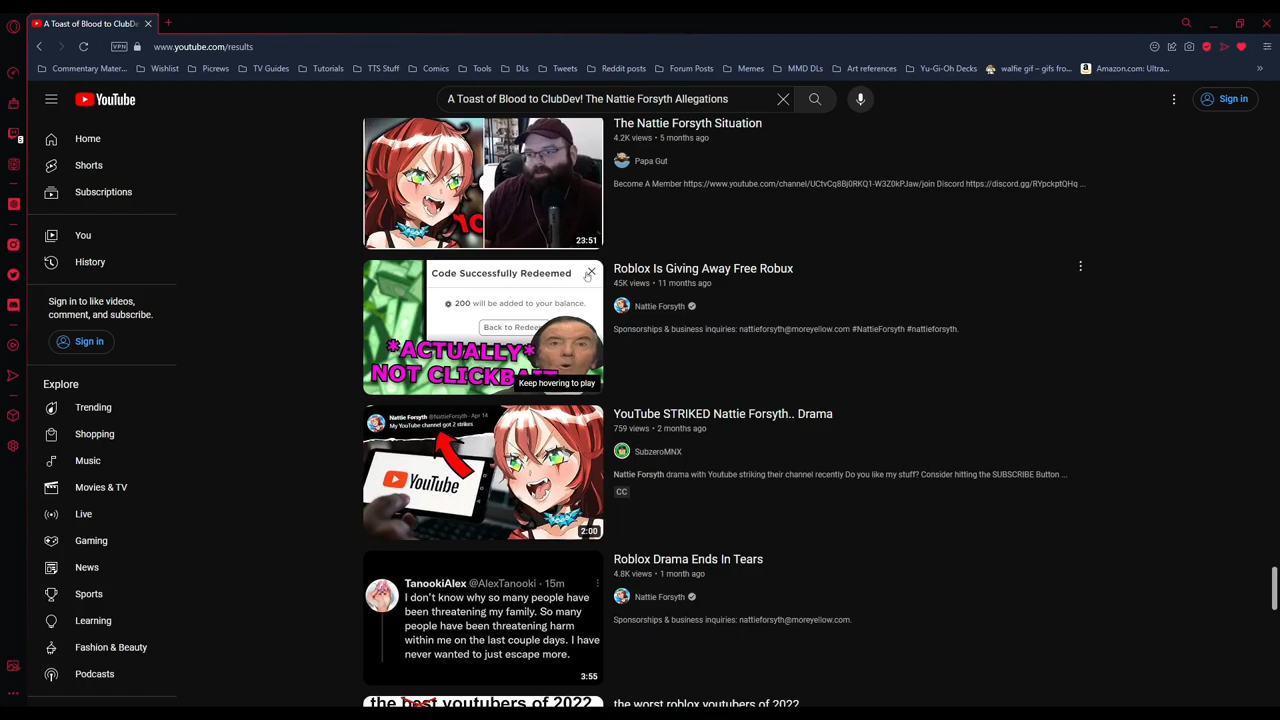 A Toast of Blood to ClubDe
VPN
www.youtube.com/results
Commentary Mater...
Wishlist
Picrews
TV Guides
Tutorials
TTS Stuff
Comics
Tools
DLs
Tweets
Reddit posts
Forum Posts
Memes
MMD DLs
Art references
Yu-Gi-Oh Decks
walfie gif – gifs fro...
Amazon.com: Ultra...
YouTube
A Toast of Blood to ClubDev! The Nattie Forsyth Allegations
Sign in
Home
Shorts
Subscriptions
You
History
Sign in to like videos,
comment, and subscribe.
Sign in
Explore
Trending
Shopping
Music
Movies & TV
Live
Gaming
News
Sports
Learning
Fashion & Beauty
Podcasts
23:51
The Nattie Forsyth Situation
4.2K views • 5 months ago
Papa Gut
Become A Member https://www.youtube.com/channel/UCtvCq8Bj0RKQ1-W3Z0kPJaw/join Discord https://discord.gg/RYpckptQHq ...
Code Successfully Redeemed
200 will be added to your balance.
Back to Redee
*ACTUALLY*
NOT CLICKBAIT
Keep hovering to play
Roblox Is Giving Away Free Robux
45K views • 11 months ago
Nattie Forsyth
Sponsorships & business inquiries: nattieforsyth@moreyellow.com #NattieForsyth #nattieforsyth.
Nattie Forsyth @NattieForsyth · Apr 14
My YouTube channel got 2 strikes
YouTube
2:00
YouTube STRIKED Nattie Forsyth.. Drama
759 views • 2 months ago
SubzeroMNX
Nattie Forsyth drama with Youtube striking their channel recently Do you like my stuff? Consider hitting the SUBSCRIBE Button ...
CC
TanookiAlex @AlexTanooki · 15m
I don't know why so many people have
been threatening my family. So many
people have been threatening harm
within me on the last couple days. I have
never wanted to just escape more.
3:55
Roblox Drama Ends In Tears
4.8K views • 1 month ago
Nattie Forsyth
Sponsorships & business inquiries: nattieforsyth@moreyellow.com.
the best youtubers of 2022
the worst roblox youtubers of 2022